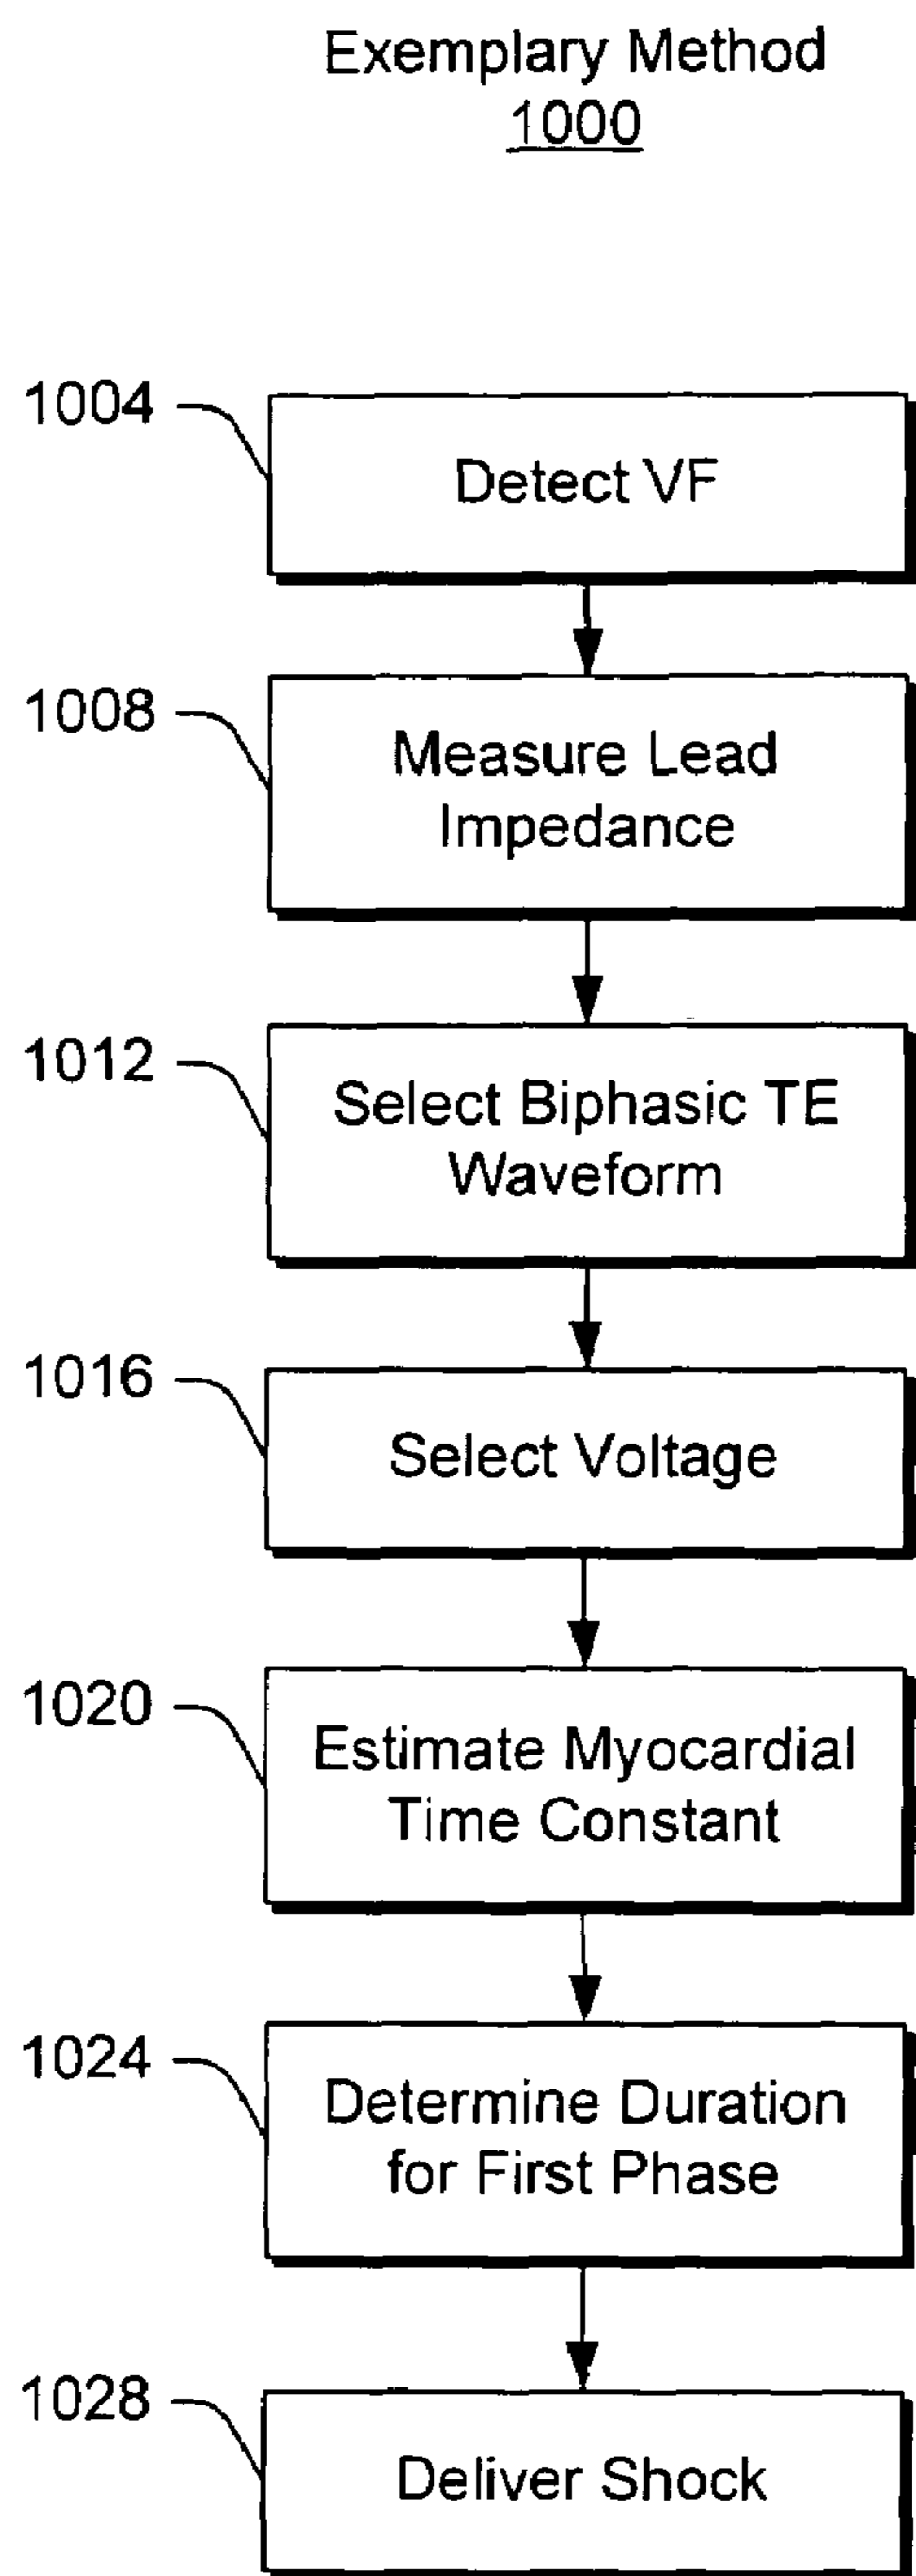 Exemplary Method
1000
1004
Detect VF
1008
Measure Lead
Impedance
1012
Select Biphasic TE
Waveform
1016
Select Voltage
1020
Estimate Myocardial
Time Constant
1024
Determine Duration
for First Phase
1028
Deliver Shock